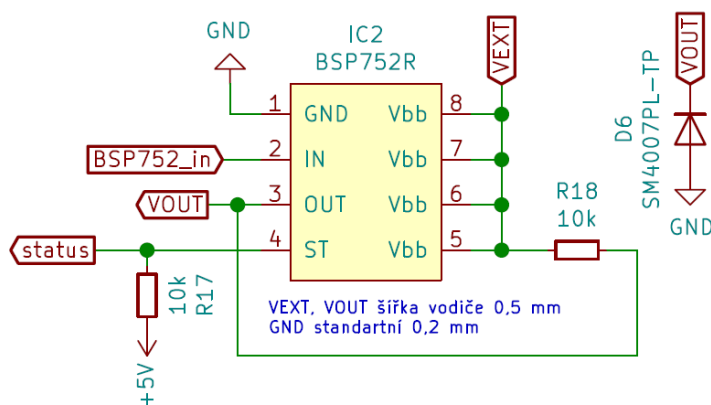 GND
IC2
BSP752R
VEXT
VOUT
D6
SM4007PL-TP
GND
1 GND Vbb 8
BSP752_in 2 IN Vbb 7
VOUT 3 OUT Vbb 6
status 4 ST Vbb 5
R18
10k
10k
R17
+5V
VEXT, VOUT šířka vodiče 0,5 mm
GND standartní 0,2 mm